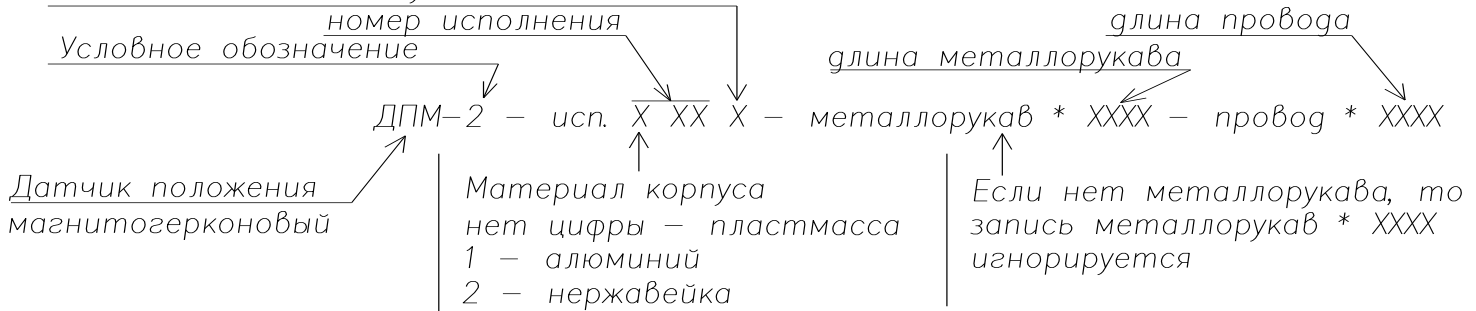 номер исполнения
длина провода
Условное обозначение
длина металлорукава
ДПМ-2 - исп. X XX X - металлорукав * XXXX - провод * XXXX
Датчик положения
магнитогерконовый
Материал корпуса
нет цифры - пластмасса
1 - алюминий
2 - нержавейка
Если нет металлорукава, то
запись металлорукав * XXXX
игнорируется